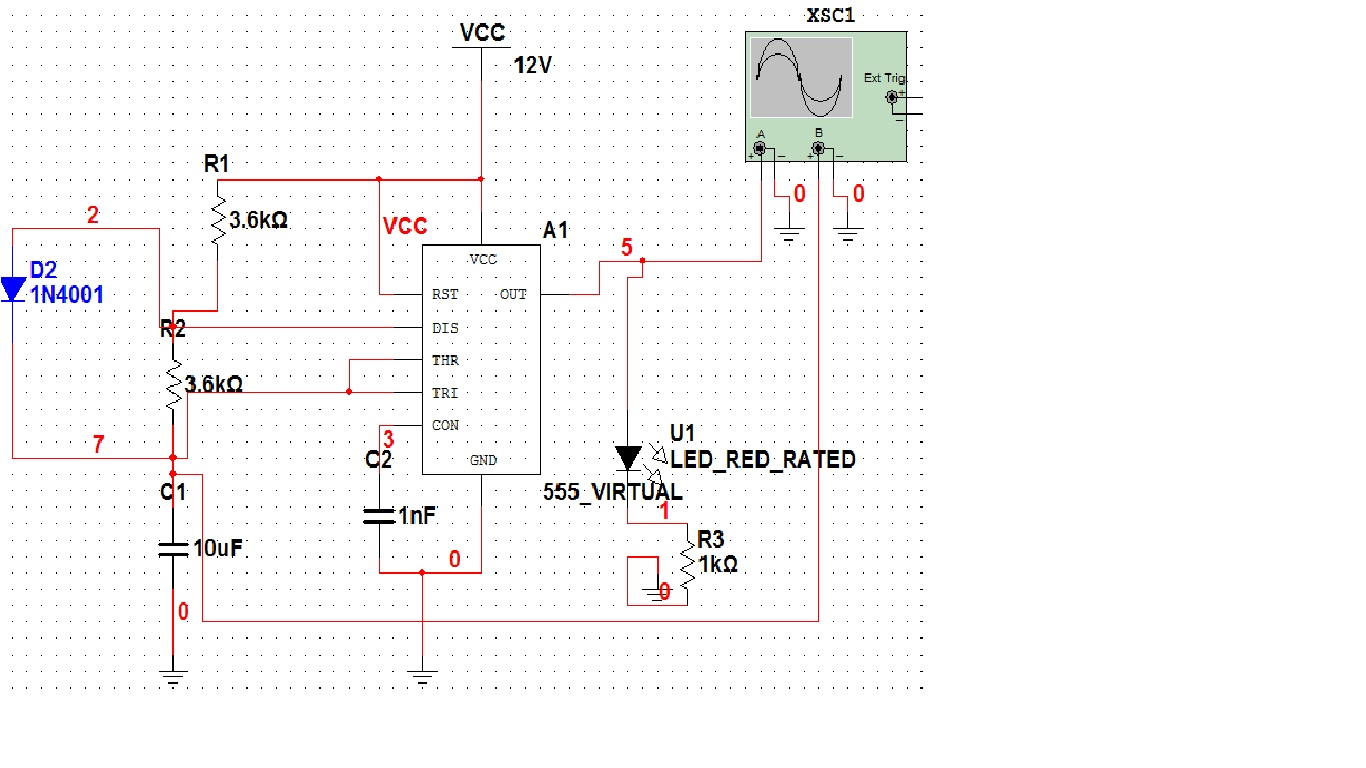 XSC1
VCC
12V
Ext Trig
+
−
A
B
+
−
+
−
R1
0
0
2
3.6kΩ
VCC
A1
5
VCC
D2
1N4001
RST
OUT
R2
DIS
THR
3.6kΩ
TRI
CON
3
7
C2
GND
U1
LED_RED_RATED
C1
555_VIRTUAL
1nF
1
10uF
0
R3
1kΩ
0
0